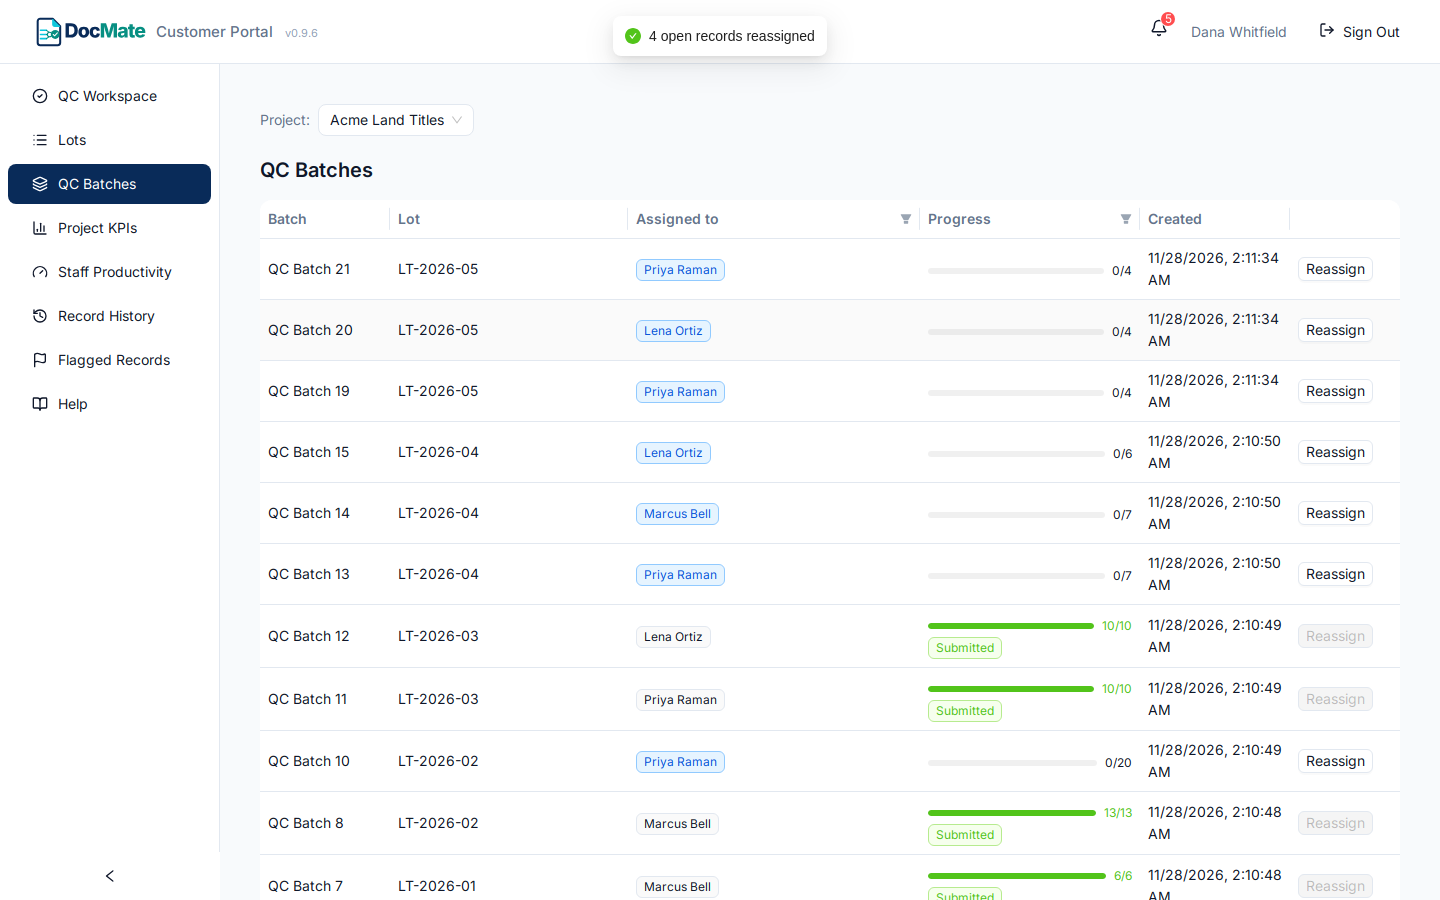 DocMate Customer Portal v0.9.6
4 open records reassigned
5
Dana Whitfield
Sign Out
QC Workspace
Lots
QC Batches
Project KPIs
Staff Productivity
Record History
Flagged Records
Help
Project: Acme Land Titles
QC Batches
Batch Lot Assigned to Progress Created
QC Batch 21 LT-2026-05 Priya Raman 0/4 11/28/2026, 2:11:34 AM Reassign
QC Batch 20 LT-2026-05 Lena Ortiz 0/4 11/28/2026, 2:11:34 AM Reassign
QC Batch 19 LT-2026-05 Priya Raman 0/4 11/28/2026, 2:11:34 AM Reassign
QC Batch 15 LT-2026-04 Lena Ortiz 0/6 11/28/2026, 2:10:50 AM Reassign
QC Batch 14 LT-2026-04 Marcus Bell 0/7 11/28/2026, 2:10:50 AM Reassign
QC Batch 13 LT-2026-04 Priya Raman 0/7 11/28/2026, 2:10:50 AM Reassign
QC Batch 12 LT-2026-03 Lena Ortiz 10/10 Submitted 11/28/2026, 2:10:49 AM Reassign
QC Batch 11 LT-2026-03 Priya Raman 10/10 Submitted 11/28/2026, 2:10:49 AM Reassign
QC Batch 10 LT-2026-02 Priya Raman 0/20 11/28/2026, 2:10:49 AM Reassign
QC Batch 8 LT-2026-02 Marcus Bell 13/13 Submitted 11/28/2026, 2:10:48 AM Reassign
QC Batch 7 LT-2026-01 Marcus Bell 6/6 Submitted 11/28/2026, 2:10:48 AM Reassign